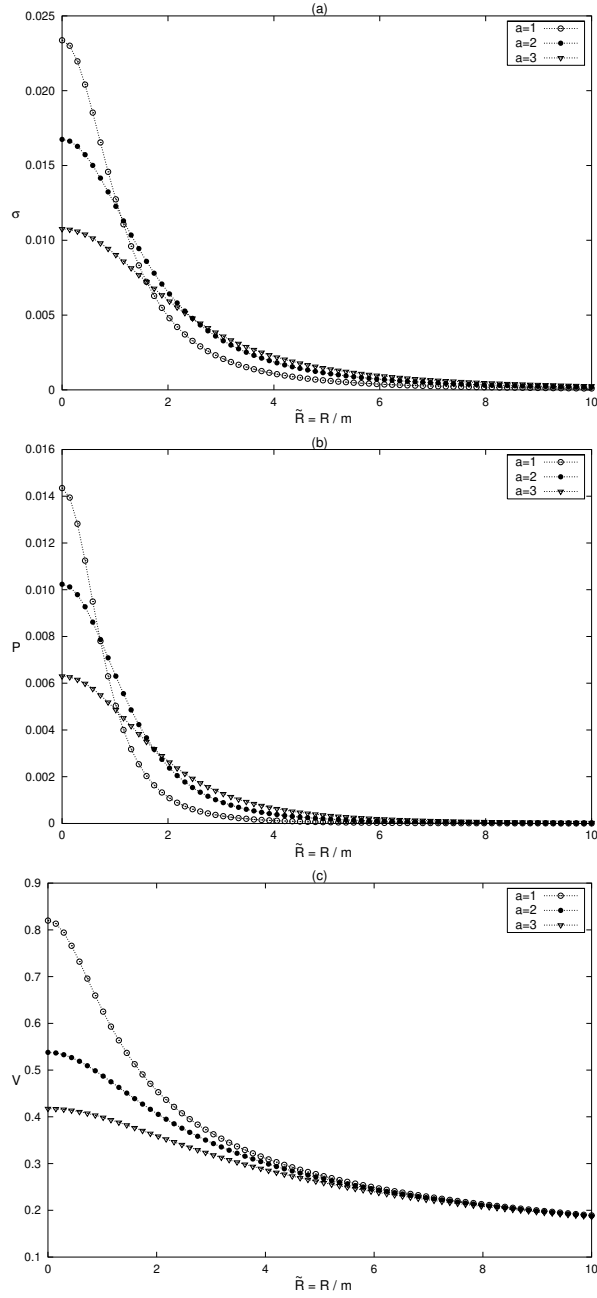 (a)
0.025
0.020
0.015
0.010
0.005
0
σ
a=1
a=2
a=3
0 2 4 6 8 10
R̃ = R / m
(b)
0.016
0.014
0.012
0.010
0.008
0.006
0.004
0.002
0
P
a=1
a=2
a=3
0 2 4 6 8 10
R̃ = R / m
(c)
0.9
0.8
0.7
0.6
0.5
0.4
0.3
0.2
0.1
V
a=1
a=2
a=3
0 2 4 6 8 10
R̃ = R / m